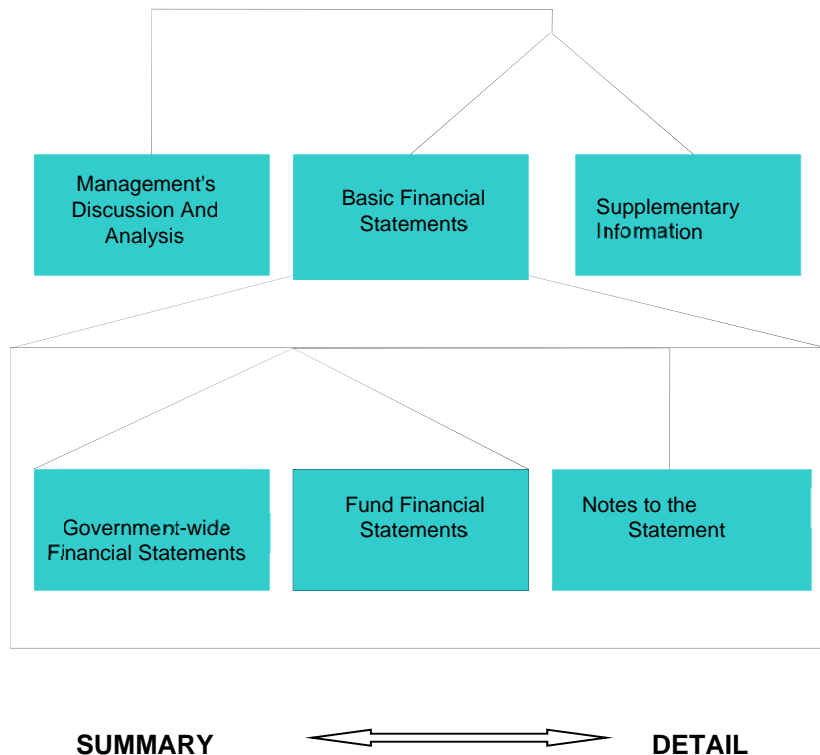 Management's
Discussion And
Analysis
Basic Financial
Statements
Supplementary
Information
Government-wide
Financial Statements
Fund Financial
Statements
Notes to the
Statement
SUMMARY
DETAIL